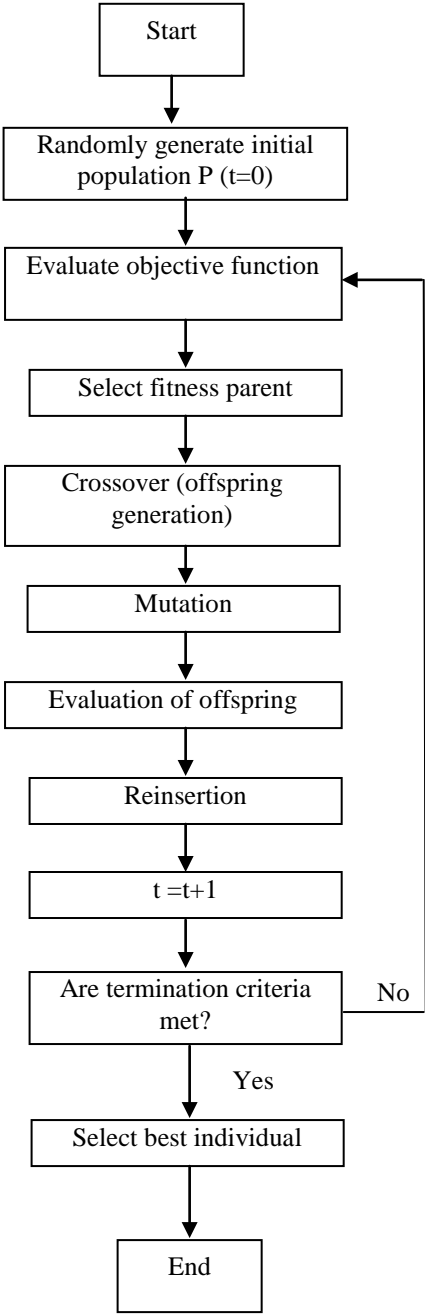 Start
Randomly generate initial
population P (t=0)
Evaluate objective function
Select fitness parent
Crossover (offspring
generation)
Mutation
Evaluation of offspring
Reinsertion
t =t+1
Are termination criteria
met?
No
Yes
Select best individual
End